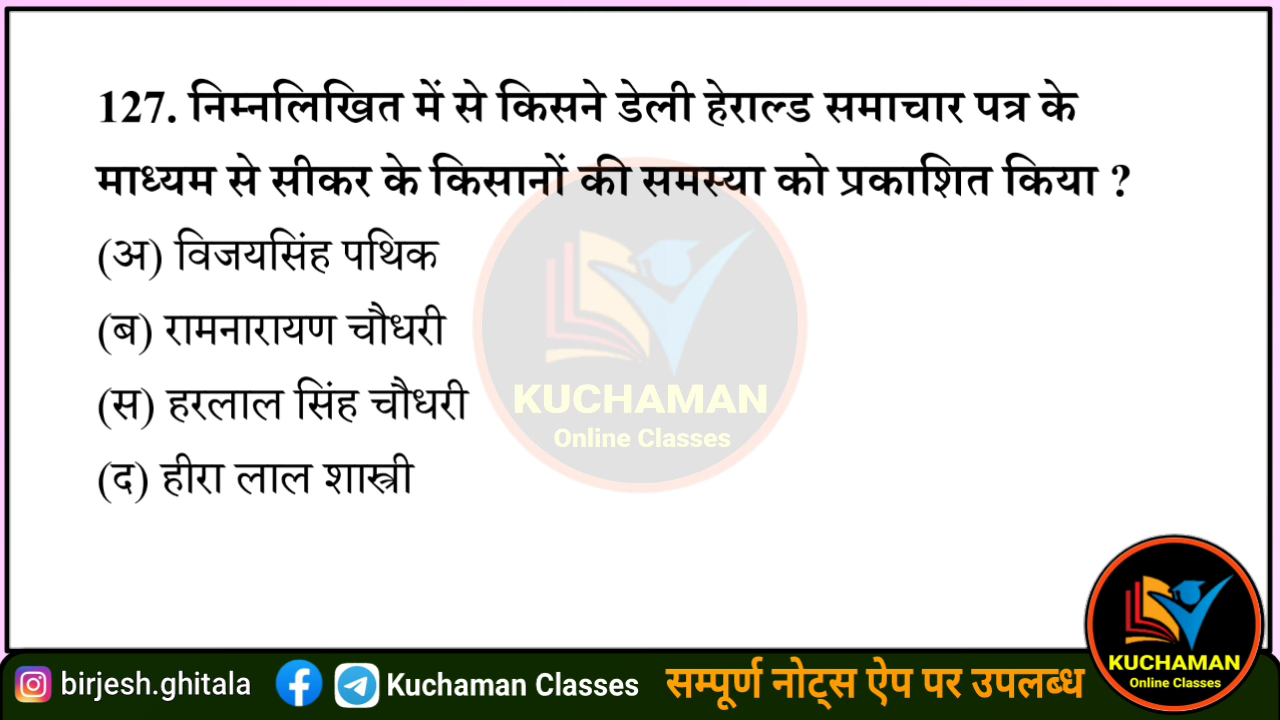 127. निम्नलिखित में से किसने डेली हेराल्ड समाचार पत्र के
माध्यम से सीकर के किसानों की समस्या को प्रकाशित किया ?
(अ) विजयसिंह पथिक
(ब) रामनारायण चौधरी
(स) हरलाल सिंह चौधरी
(द) हीरा लाल शास्त्री
KUCHAMAN
Online Classes
KUCHAMAN
Online Classes
birjesh.ghitala
Kuchaman Classes
सम्पूर्ण नोट्स ऐप पर उपलब्ध